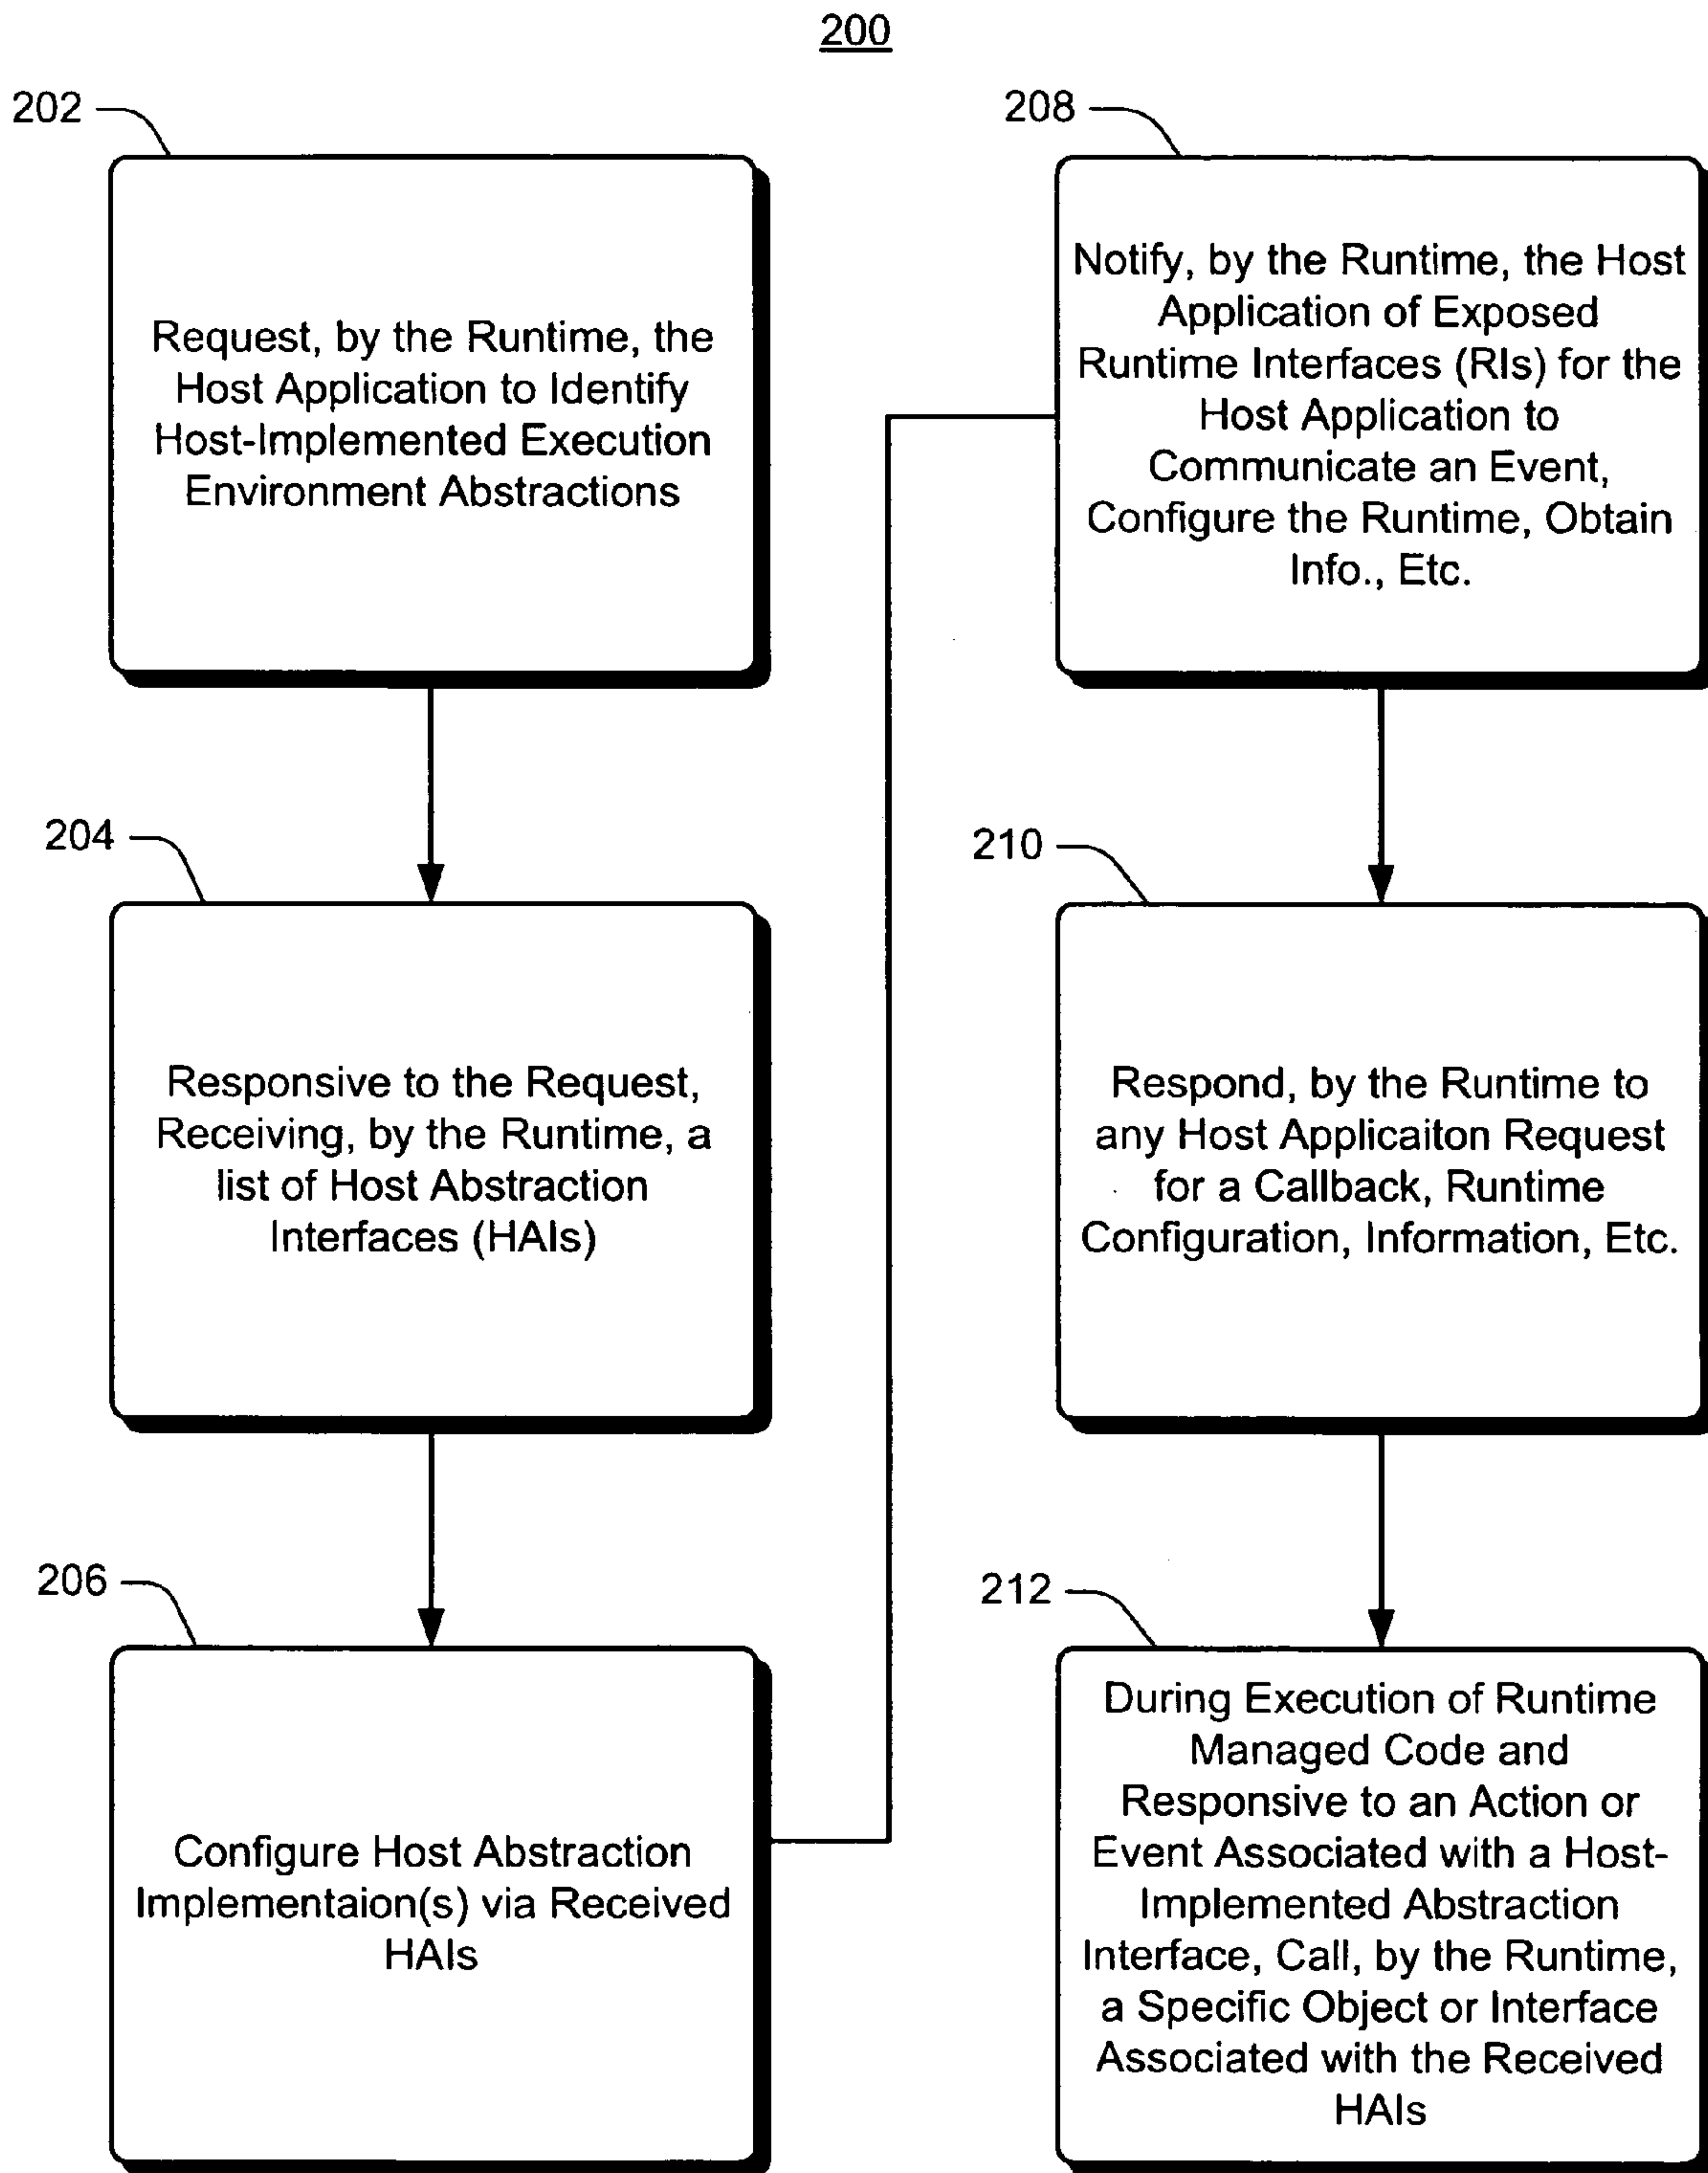 200
202
Request, by the Runtime, the
Host Application to Identify
Host-Implemented Execution
Environment Abstractions
204
Responsive to the Request,
Receiving, by the Runtime, a
list of Host Abstraction
Interfaces (HAIs)
206
Configure Host Abstraction
Implementaion(s) via Received
HAIs
208
Notify, by the Runtime, the Host
Application of Exposed
Runtime Interfaces (RIs) for the
Host Application to
Communicate an Event,
Configure the Runtime, Obtain
Info., Etc.
210
Respond, by the Runtime to
any Host Applicaiton Request
for a Callback, Runtime
Configuration, Information, Etc.
212
During Execution of Runtime
Managed Code and
Responsive to an Action or
Event Associated with a Host-
Implemented Abstraction
Interface, Call, by the Runtime,
a Specific Object or Interface
Associated with the Received
HAIs